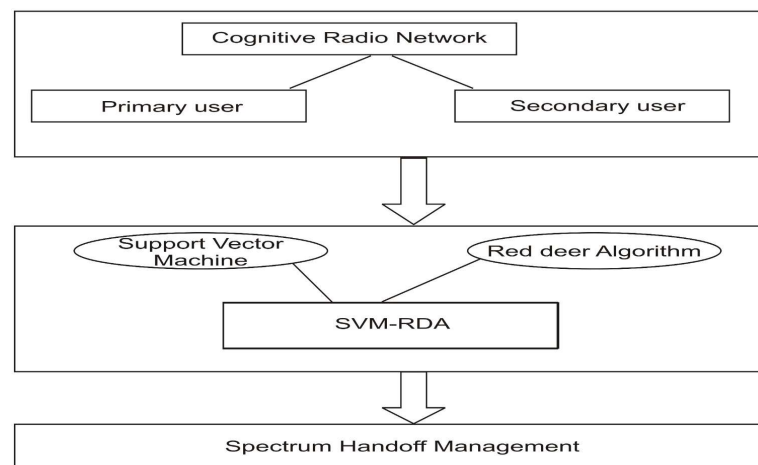 Cognitive Radio Network
Primary user
Secondary user
Support Vector
Machine
Red deer Algorithm
SVM-RDA
Spectrum Handoff Management